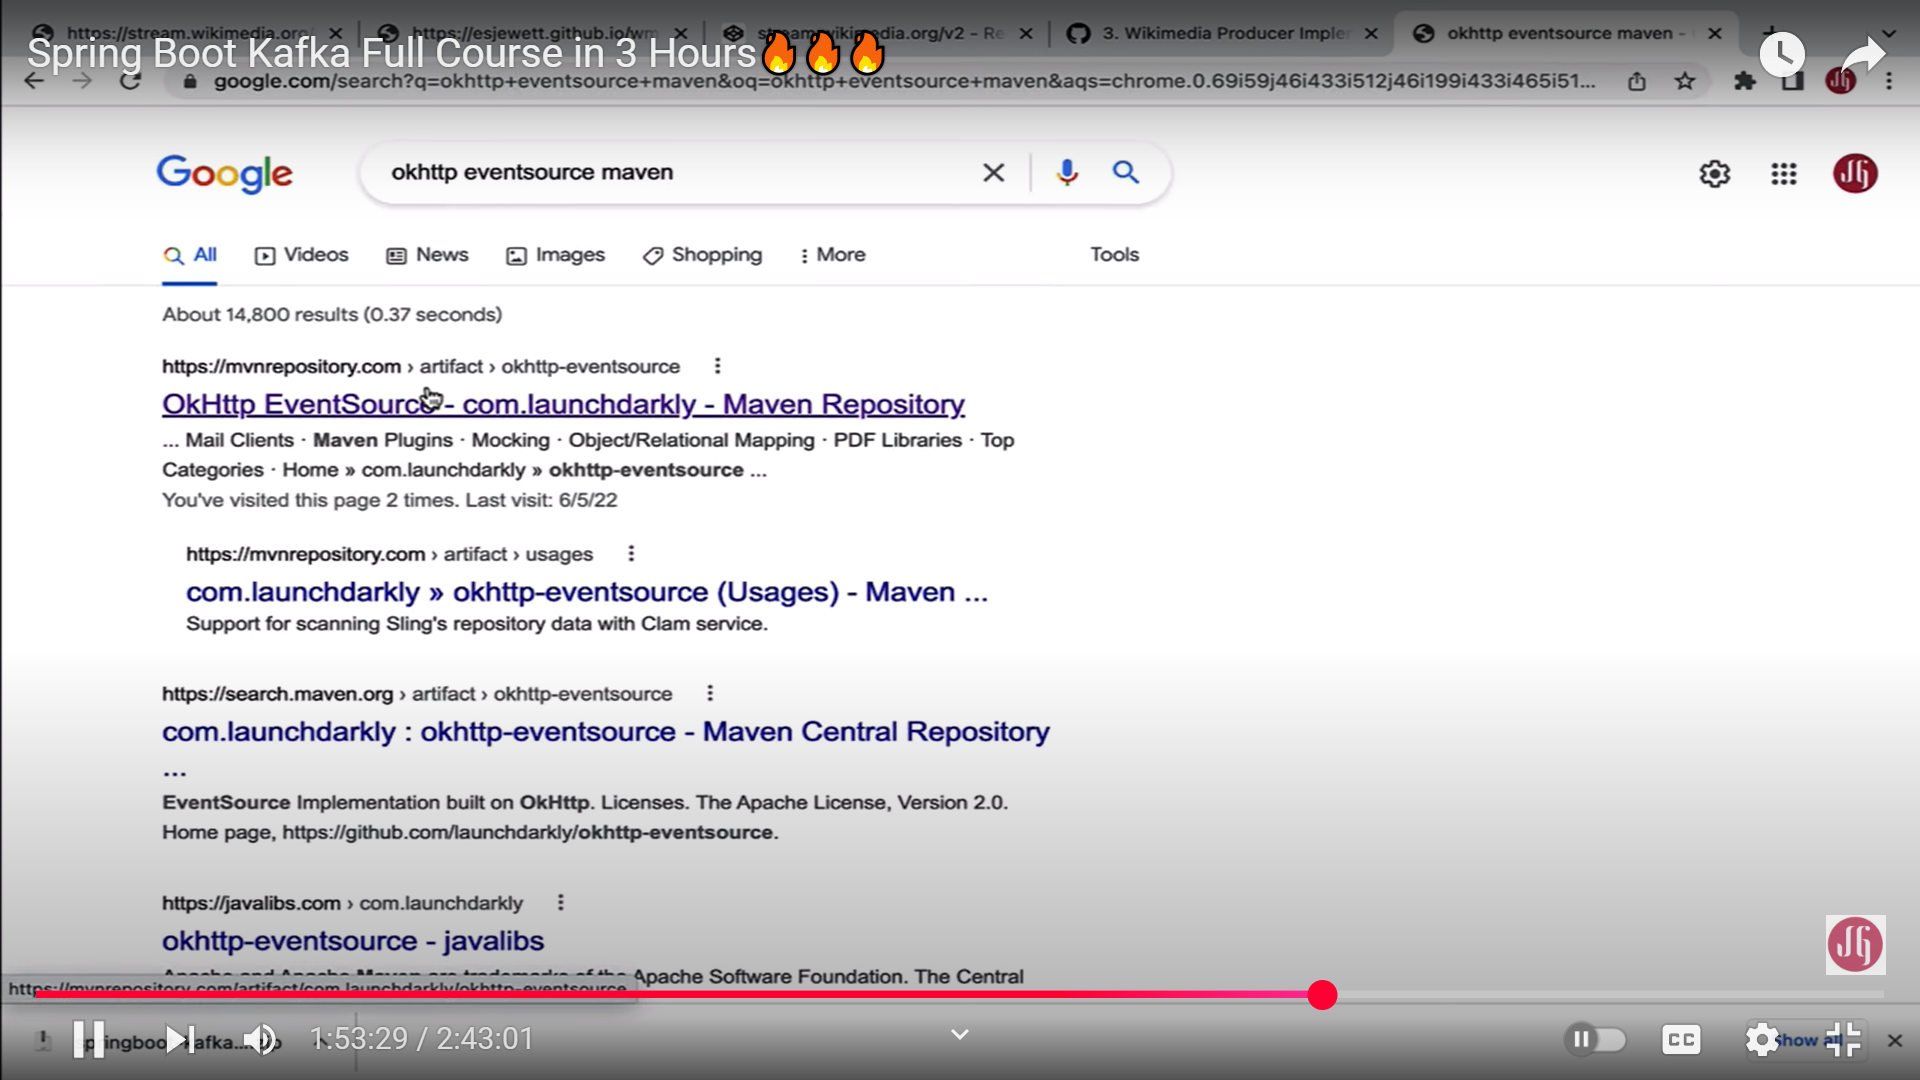 https://stream.wikimedia.org
https://esjewett.github.io/wm
stream.wikimedia.org/v2 - Re
3. Wikimedia Producer Impler
okhttp eventsource maven -
Spring Boot Kafka Full Course in 3 Hours🔥🔥🔥
google.com/search?q=okhttp+eventsource+maven&oq=okhttp+eventsource+maven&aqs=chrome.0.69i59j46i433i512j46i199i433i465i51...
Google
okhttp eventsource maven
All Videos News Images Shopping More Tools
About 14,800 results (0.37 seconds)
https://mvnrepository.com › artifact › okhttp-eventsource
OkHttp EventSource - com.launchdarkly - Maven Repository
... Mail Clients · Maven Plugins · Mocking · Object/Relational Mapping · PDF Libraries · Top
Categories · Home » com.launchdarkly » okhttp-eventsource ...
You've visited this page 2 times. Last visit: 6/5/22
https://mvnrepository.com › artifact › usages
com.launchdarkly » okhttp-eventsource (Usages) - Maven ...
Support for scanning Sling's repository data with Clam service.
https://search.maven.org › artifact › okhttp-eventsource
com.launchdarkly : okhttp-eventsource - Maven Central Repository
...
EventSource Implementation built on OkHttp. Licenses. The Apache License, Version 2.0.
Home page, https://github.com/launchdarkly/okhttp-eventsource.
https://javalibs.com › com.launchdarkly
okhttp-eventsource - javalibs
Apache and Apache Maven are trademarks of the Apache Software Foundation. The Central
https://mvnrepository.com/artifact/com.launchdarkly/okhttp-eventsource
1:53:29 / 2:43:01
CC
Show all